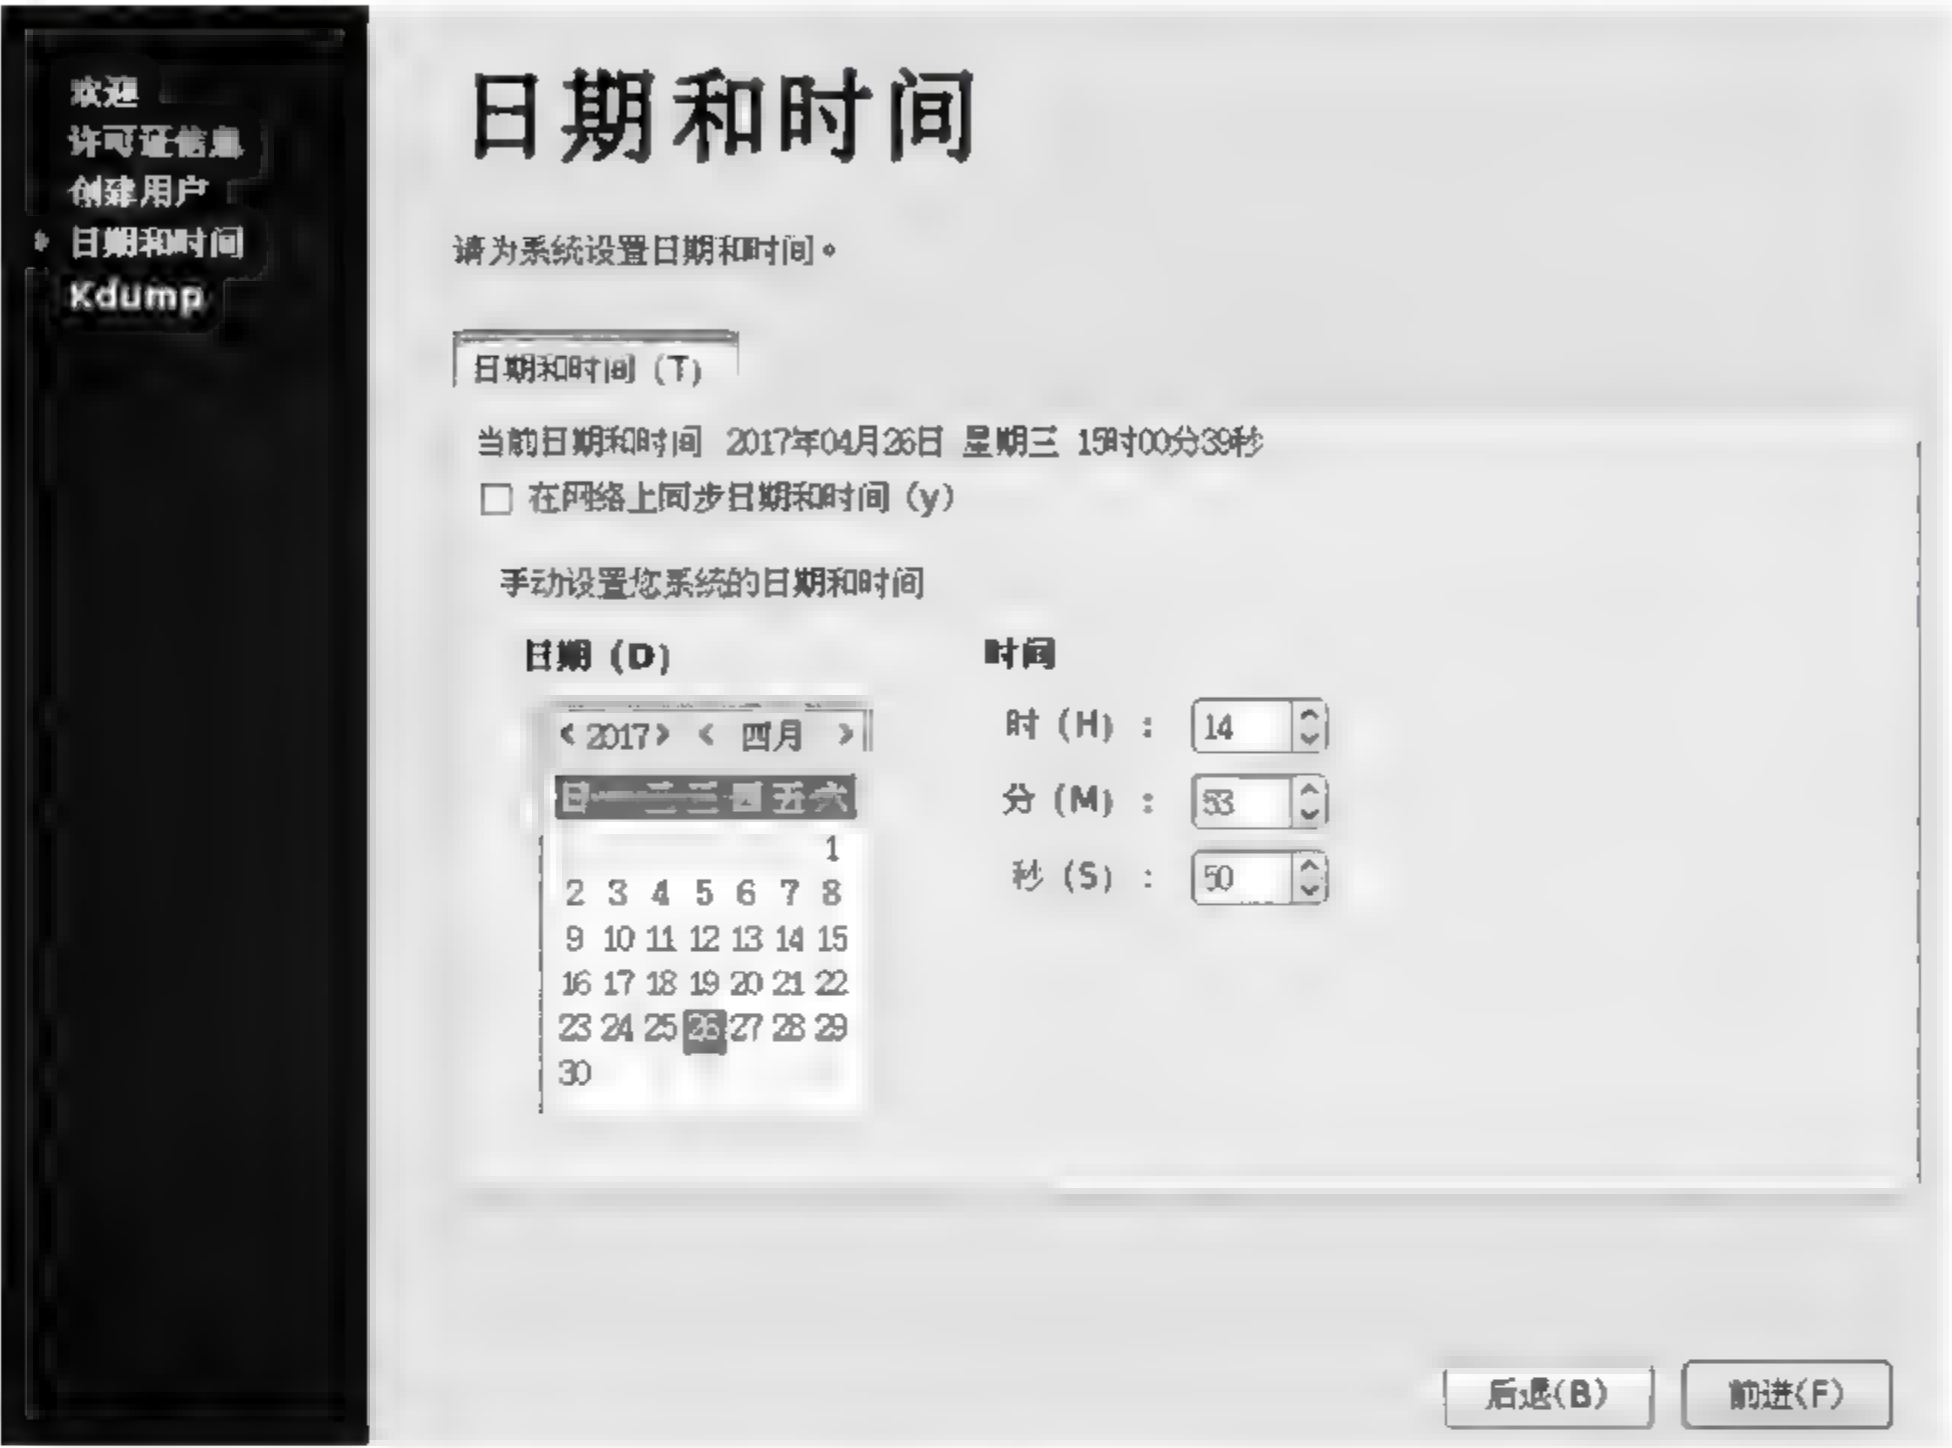 欢迎
许可证信息
创建用户
日期和时间
Kdump
日期和时间
请为系统设置日期和时间。
日期和时间 (T)
当前日期和时间 2017年04月26日 星期三 15时00分39秒
在网络上同步日期和时间 (y)
手动设置您系统的日期和时间
日期 (D)
< 2017 > < 四月 >
日 一 二 三 四 五 六
1
2 3 4 5 6 7 8
9 10 11 12 13 14 15
16 17 18 19 20 21 22
23 24 25 26 27 28 29
30
时间
时 (H) : 14
分 (M) : 53
秒 (S) : 50
后退(B) 前进(F)